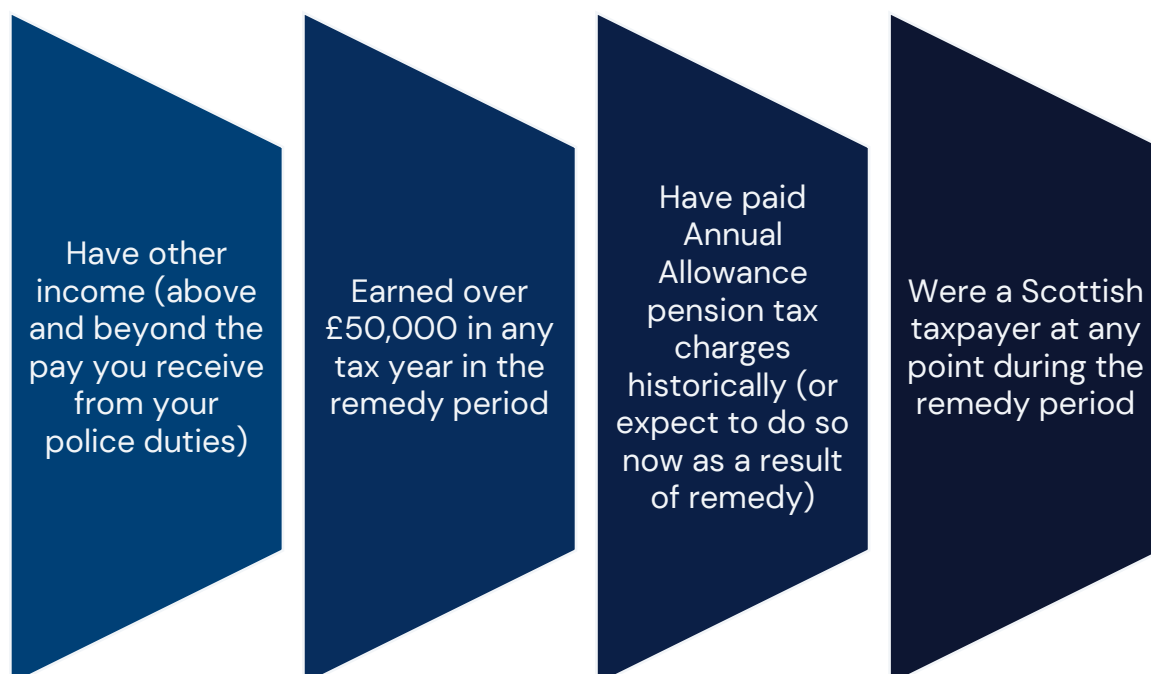 Have other
income (above
and beyond the
pay you receive
from your
police duties)
Earned over
£50,000 in any
tax year in the
remedy period
Have paid
Annual
Allowance
pension tax
charges
historically (or
expect to do so
now as a result
of remedy)
Were a Scottish
taxpayer at any
point during the
remedy period